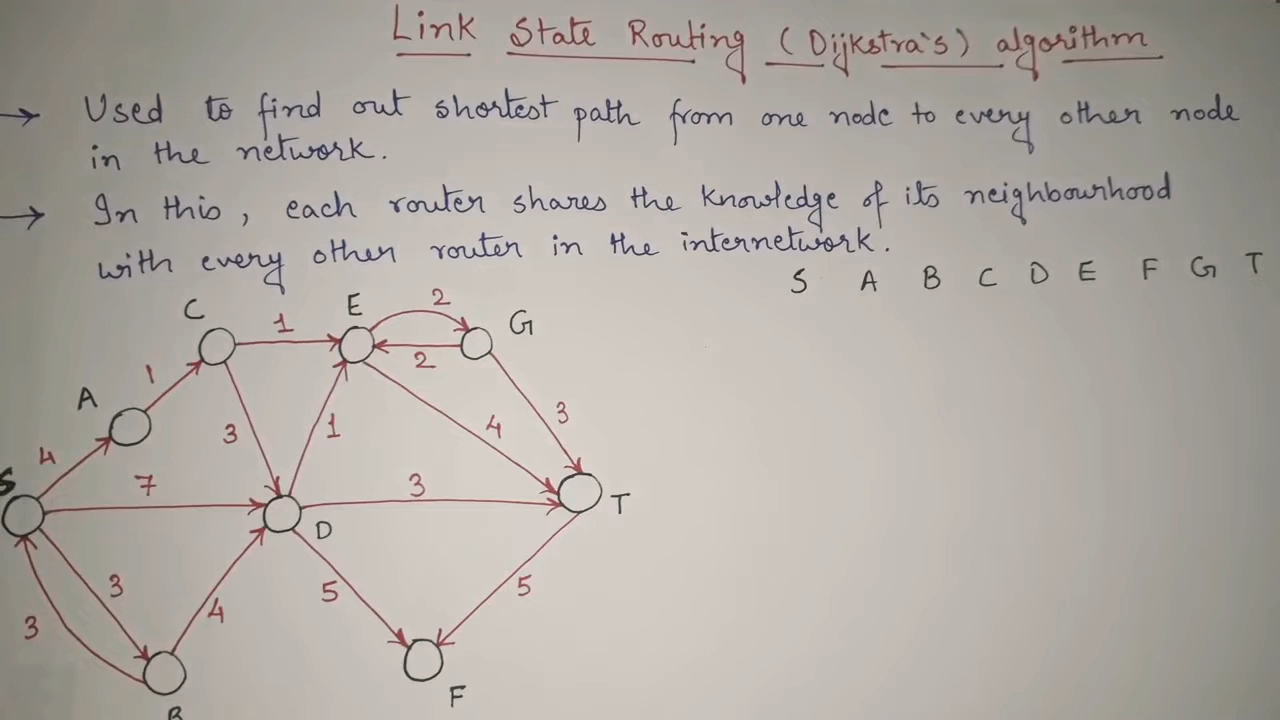 Link State Routing (Dijkstra's) algorithm
→ Used to find out shortest path from one node to every other node
in the network.
→ In this, each router shares the knowledge of its neighbourhood
with every other router in the internetwork.
S A B C D E F G T
C 1 E 2 G
2
A 1
3 1 4 3
S 4
7 3 T
D
3 5 5
3 4
B F